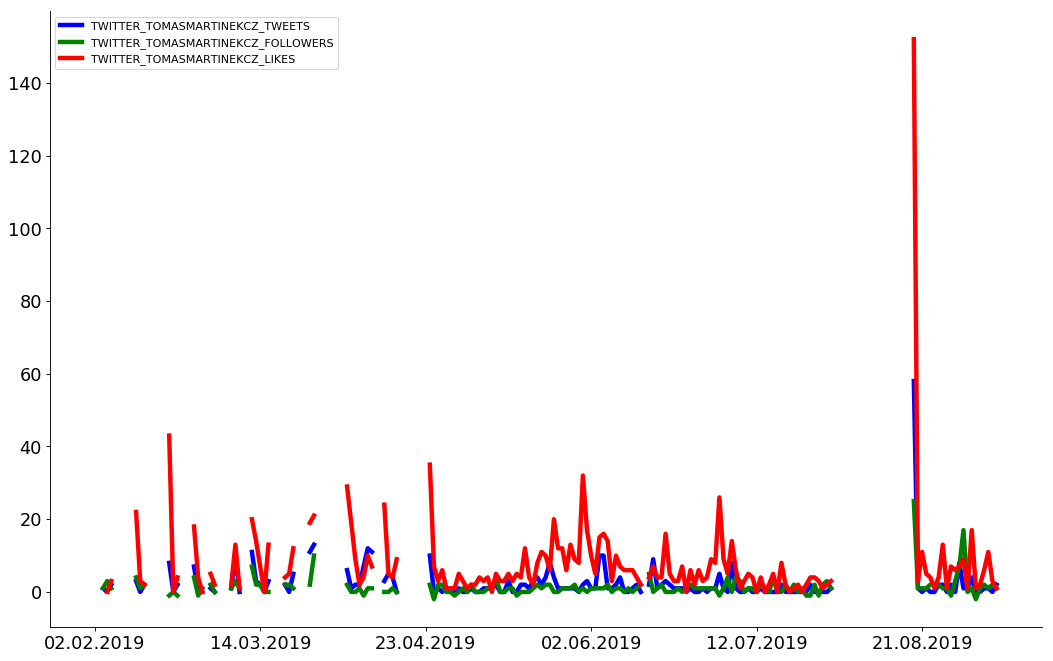 TWITTER_TOMASMARTINEKCZ_TWEETS
TWITTER_TOMASMARTINEKCZ_FOLLOWERS
TWITTER_TOMASMARTINEKCZ_LIKES
140
120
100
80
60
40
20
0
02.02.2019 14.03.2019 23.04.2019 02.06.2019 12.07.2019 21.08.2019